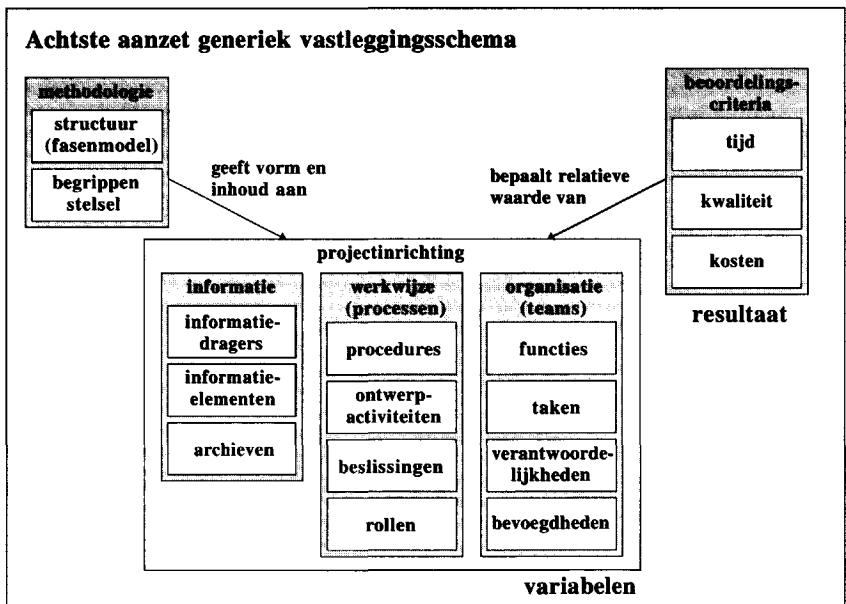 Achtste aanzet generiek vastleggingsschema
methodologie
structuur
(fasenmodel)
begrippen
stelsel
geeft vorm en
inhoud aan
beoordelings-
criteria
tijd
kwaliteit
kosten
resultaat
bepaalt relatieve
waarde van
projectinrichting
informatie
informatie-
dragers
informatie-
elementen
archieven
werkwijze
(processen)
procedures
ontwerp-
activiteiten
beslissingen
rollen
organisatie
(teams)
functies
taken
verantwoorde-
lijkheden
bevoegdheden
variabelen